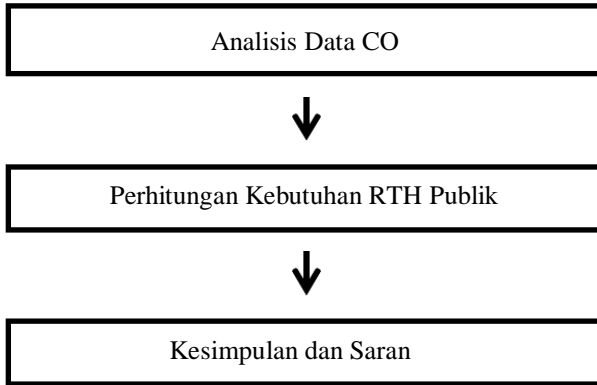 Analisis Data CO
Perhitungan Kebutuhan RTH Publik
Kesimpulan dan Saran